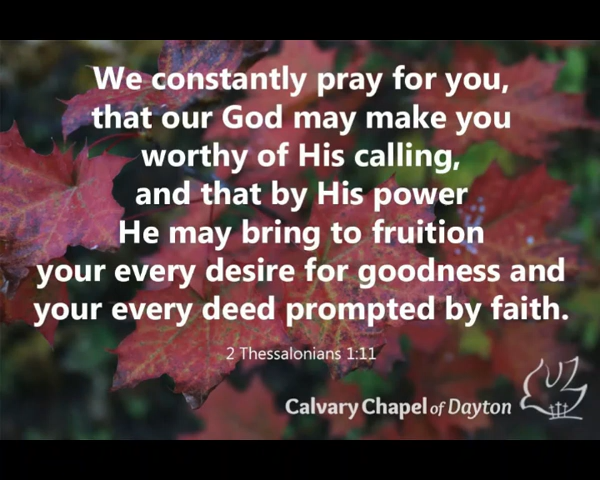 We constantly pray for you,
that our God may make you
worthy of His calling,
and that by His power
He may bring to fruition
your every desire for goodness and
your every deed prompted by faith.
2 Thessalonians 1:11
Calvary Chapel of Dayton